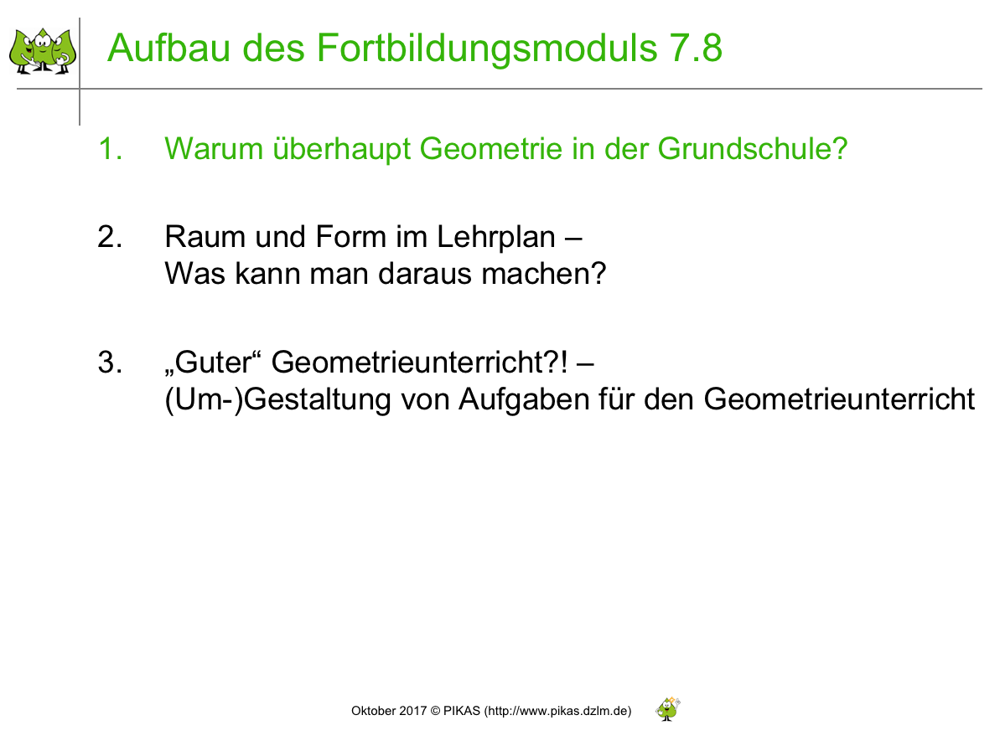 Aufbau des Fortbildungsmoduls 7.8
1. Warum überhaupt Geometrie in der Grundschule?
2. Raum und Form im Lehrplan –
Was kann man daraus machen?
3. „Guter“ Geometrieunterricht?! –
(Um-)Gestaltung von Aufgaben für den Geometrieunterricht
Oktober 2017 © PIKAS (http://www.pikas.dzlm.de)